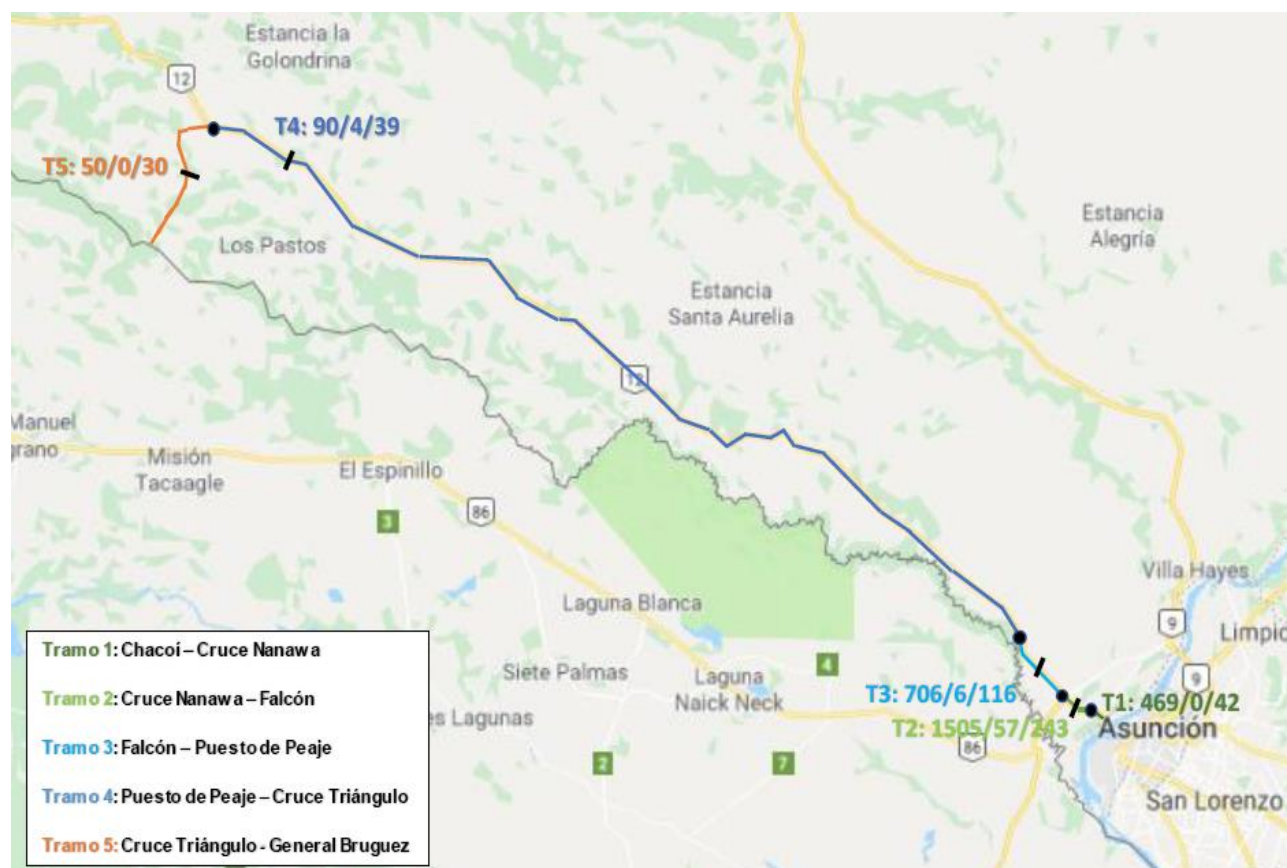 Estancia la
Golondrina
12
T4: 90/4/39
T5: 50/0/30
Los Pastos
Estancia
Alegría
Estancia
Santa Aurelia
12
Manuel
grano
Misión
Tacaagle
El Espinillo
86
3
Villa Hayes
Laguna Blanca
9
Limpio
Siete Palmas
4
Laguna
Naick Neck
T3: 706/6/116
9
T1: 469/0/42
es Lagunas
T2: 1505/57/243
Asunción
86
2
7
San Lorenzo
Tramo 1: Chacoí – Cruce Nanawa
Tramo 2: Cruce Nanawa – Falcón
Tramo 3: Falcón – Puesto de Peaje
Tramo 4: Puesto de Peaje – Cruce Triángulo
Tramo 5: Cruce Triángulo - General Bruguez